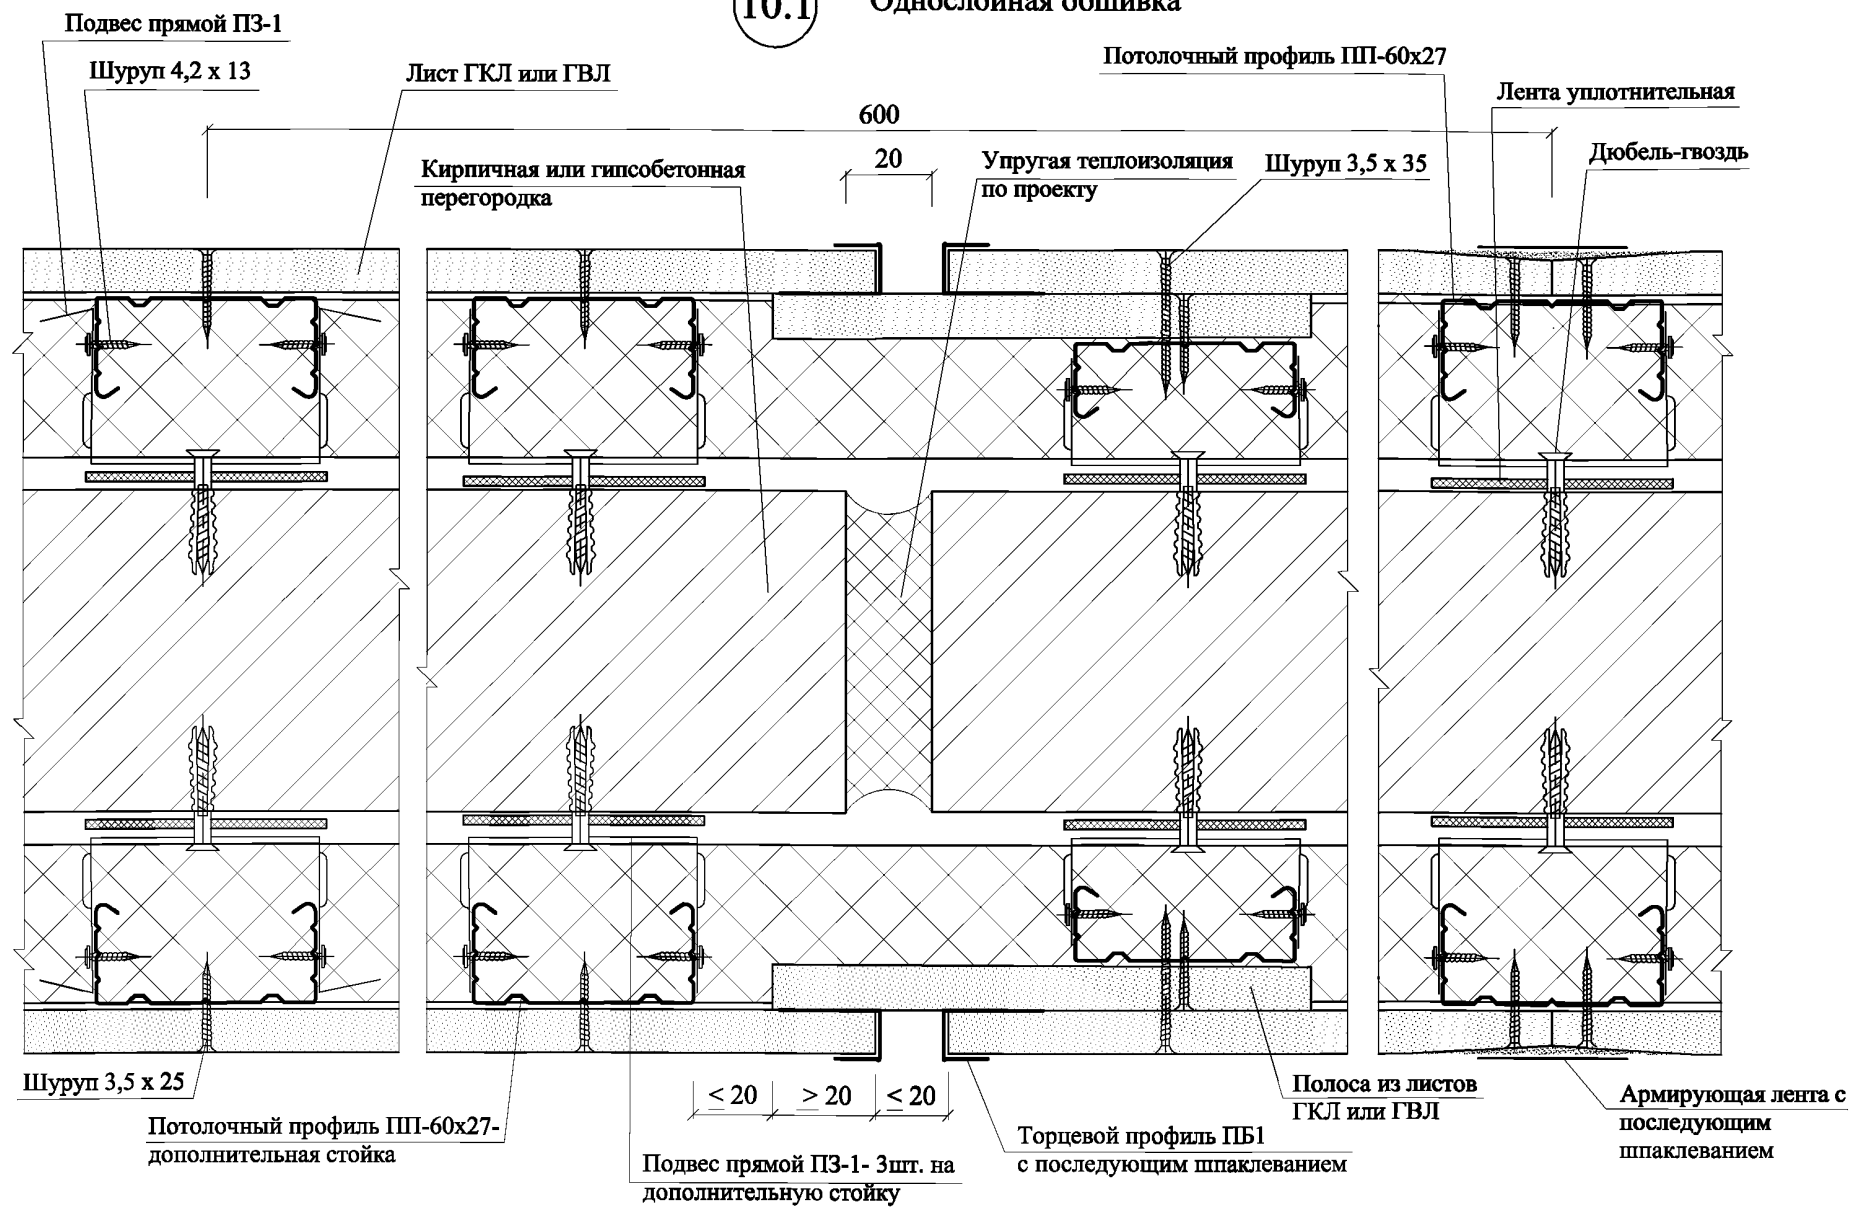 10.1
Однослойная обшивка
Подвес прямой ПЗ-1
Шуруп 4,2 х 13
Лист ГКЛ или ГВЛ
Потолочный профиль ПП-60х27
Лента уплотнительная
600
20
Кирпичная или гипсобетонная
перегородка
Упругая теплоизоляция
по проекту
Шуруп 3,5 х 35
Дюбель-гвоздь
Шуруп 3,5 х 25
Потолочный профиль ПП-60х27-
дополнительная стойка
≤ 20
≥ 20
≤ 20
Подвес прямой ПЗ-1- 3шт. на
дополнительную стойку
Торцевой профиль ПБ1
с последующим шпаклеванием
Полоса из листов
ГКЛ или ГВЛ
Армирующая лента с
последующим
шпаклеванием